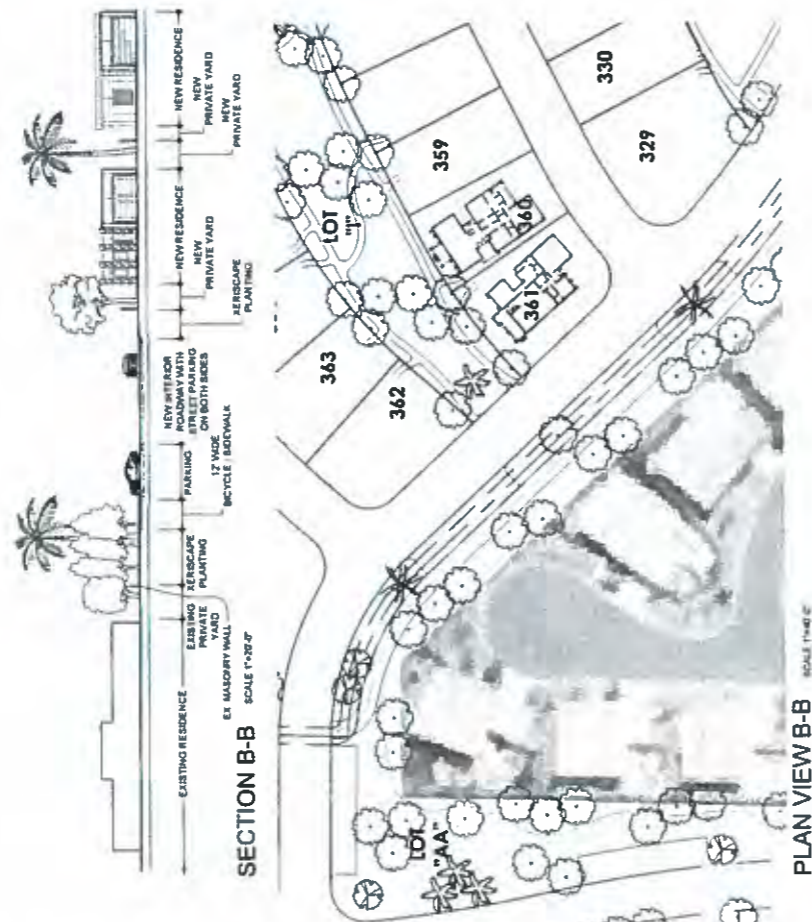 EXISTING RESIDENCE
EXISTING
PRIVATE
YARD
XERISCAPE
PLANTING
PARKING
12' WIDE
BICYCLE / SIDEWALK
NEW INTERIOR
ROADWAY WITH
STREET PARKING
ON BOTH SIDES
XERISCAPE
PLANTING
NEW
PRIVATE YARD
NEW RESIDENCE
NEW
PRIVATE YARD
NEW
PRIVATE YARD
NEW RESIDENCE
EX MASONRY WALL
SECTION B-B
SCALE 1"=20'-0"
363
362
LOT
359
360
361
330
329
LOT
"AA"
PLAN VIEW B-B